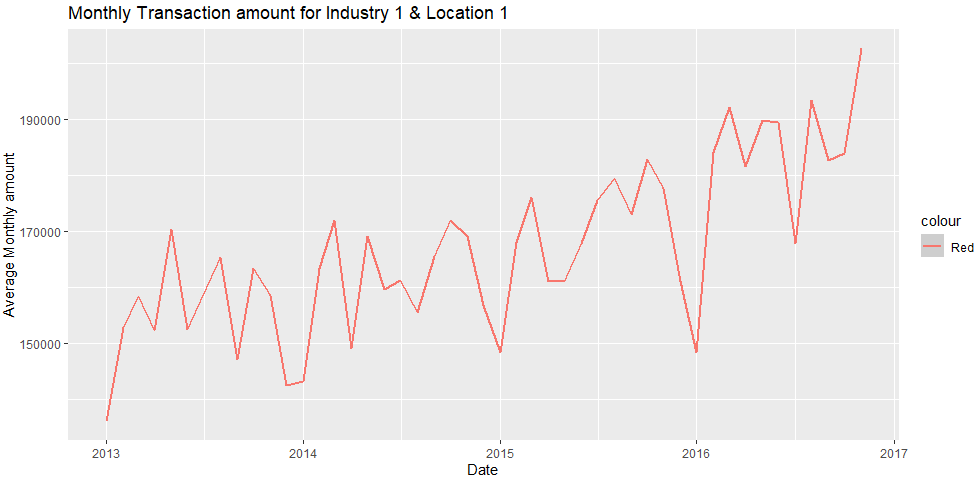 Monthly Transaction amount for Industry 1 & Location 1
Average Monthly amount
190000
170000
150000
2013 2014 2015 2016 2017
Date
colour
Red